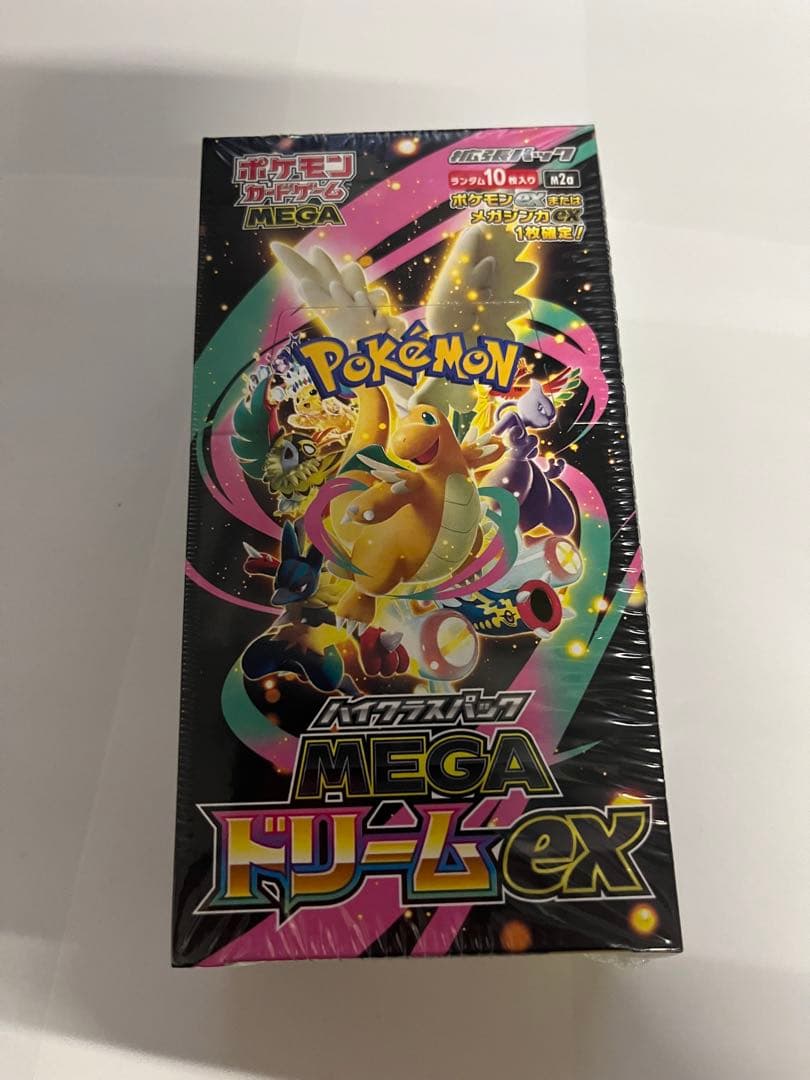 ポケモン
カードゲーム
MEGA
拡張パック
ランダム10枚入り
m2a
ポケモンexまたは
メガシンカex
1枚確定!
POKéMON
ハイクラスパック
MEGA
ドリームex